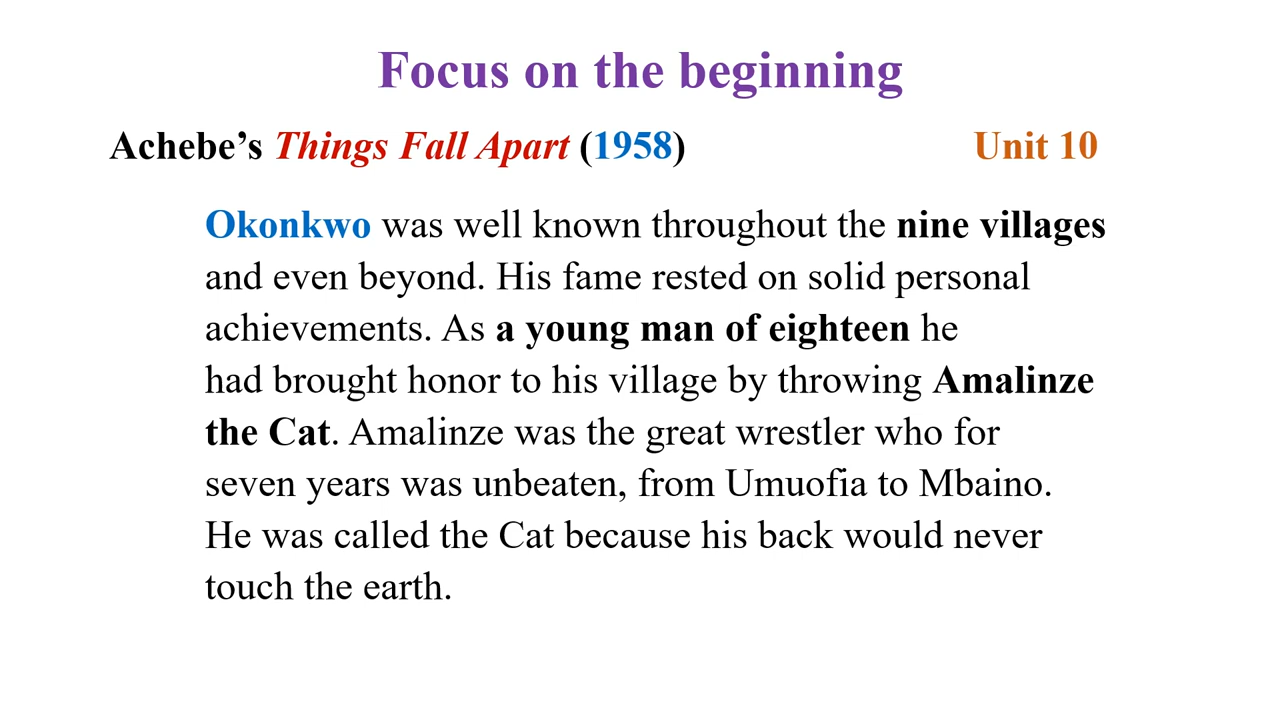 Focus on the beginning
Achebe’s Things Fall Apart (1958) Unit 10
Okonkwo was well known throughout the nine villages
and even beyond. His fame rested on solid personal
achievements. As a young man of eighteen he
had brought honor to his village by throwing Amalinze
the Cat. Amalinze was the great wrestler who for
seven years was unbeaten, from Umuofia to Mbaino.
He was called the Cat because his back would never
touch the earth.